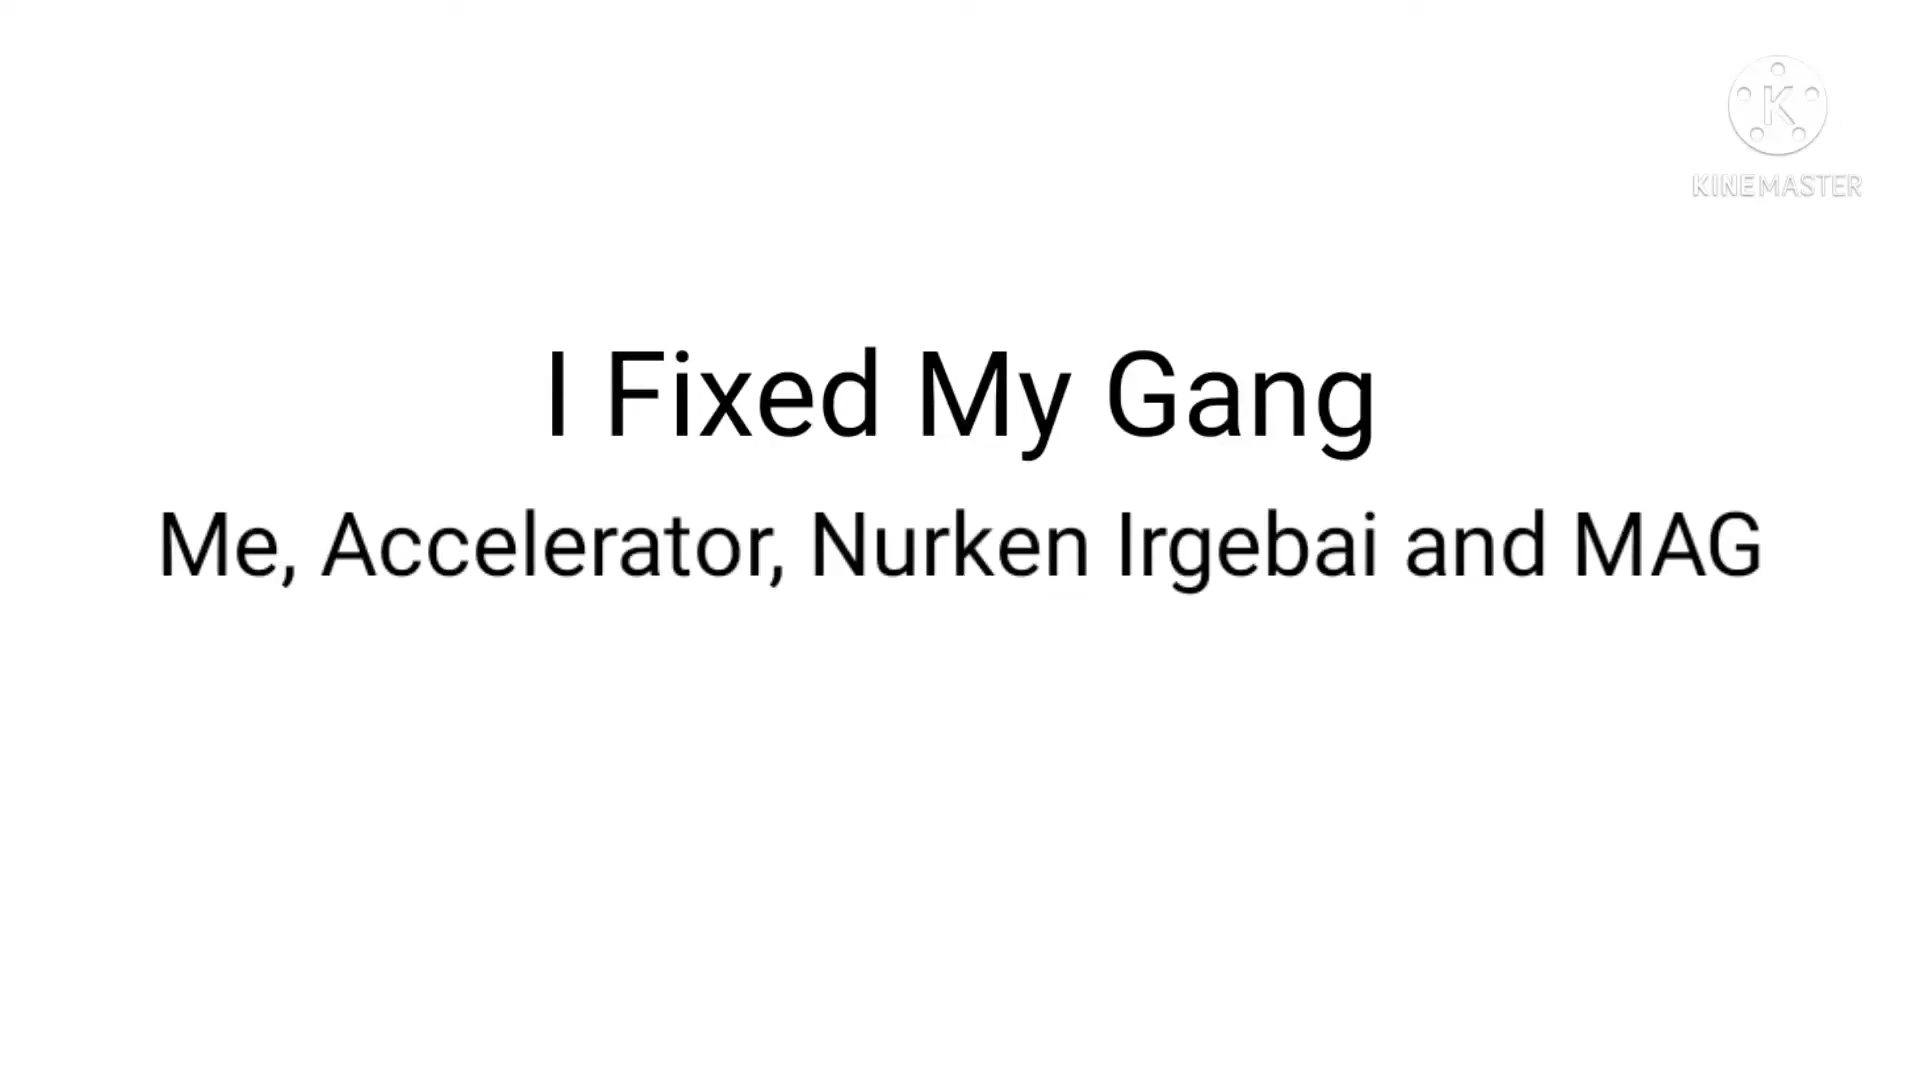 K
KINEMASTER
I Fixed My Gang
Me, Accelerator, Nurken Irgebai and MAG